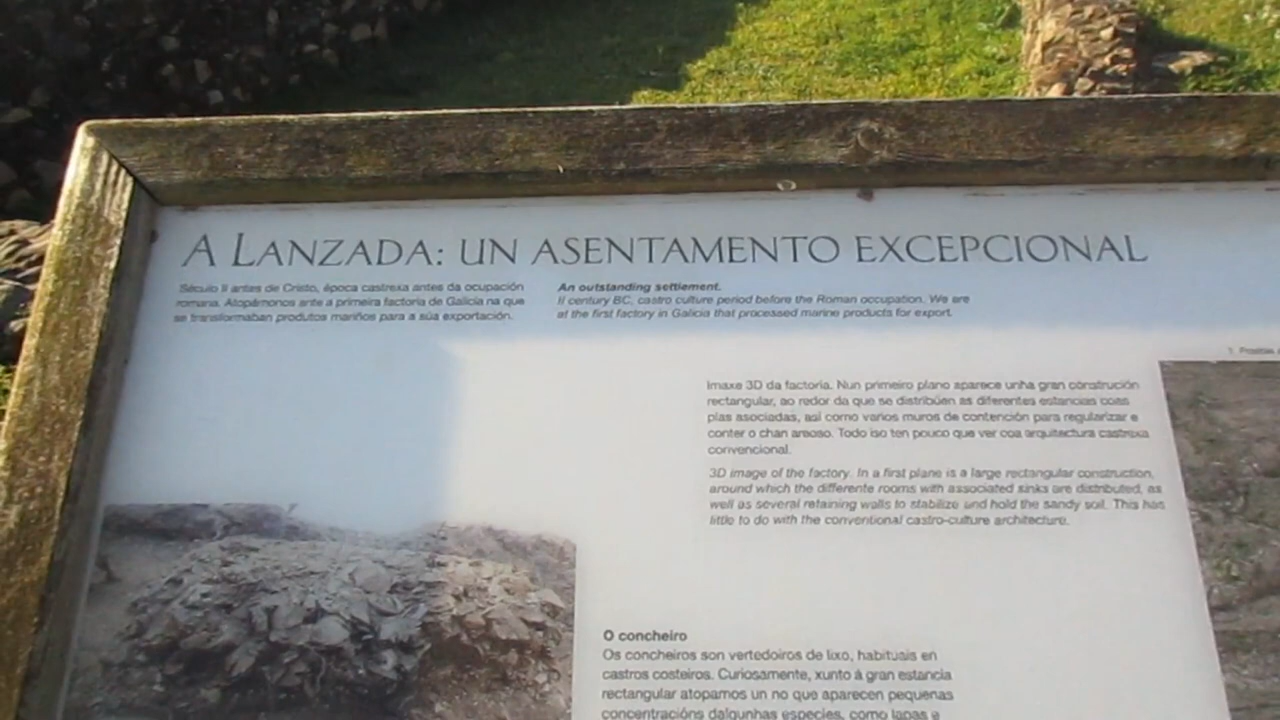 A LANZADA: UN ASENTAMENTO EXCEPCIONAL
Século II antes de Cristo, época castrexa antes da ocupación
romana. Atopámonos ante a primeira factoría de Galicia na que
se transformaban produtos mariños para a súa exportación.
An outstanding settlement.
II century BC, castro culture period before the Roman occupation. We are
at the first factory in Galicia that processed marine products for export.
Imaxe 3D da factoría. Nun primeiro plano aparece unha gran construción
rectangular, ao redor da que se distribúen as diferentes estancias coas
pías asociadas, así como varios muros de contención para regularizar e
conter o chan areoso. Todo iso ten pouco que ver coa arquitectura castrexa
convencional.
3D image of the factory. In a first plane is a large rectangular construction,
around which the differente rooms with associated sinks are distributed, as
well as several retaining walls to stabilize and hold the sandy soil. This has
little to do with the conventional castro-culture architecture.
O concheiro
Os concheiros son vertedoiros de lixo, habituais en
castros costeiros. Curiosamente, xunto á gran estancia
rectangular atopamos un no que aparecen pequenas
concentracións dalgunhas especies, como lapas e